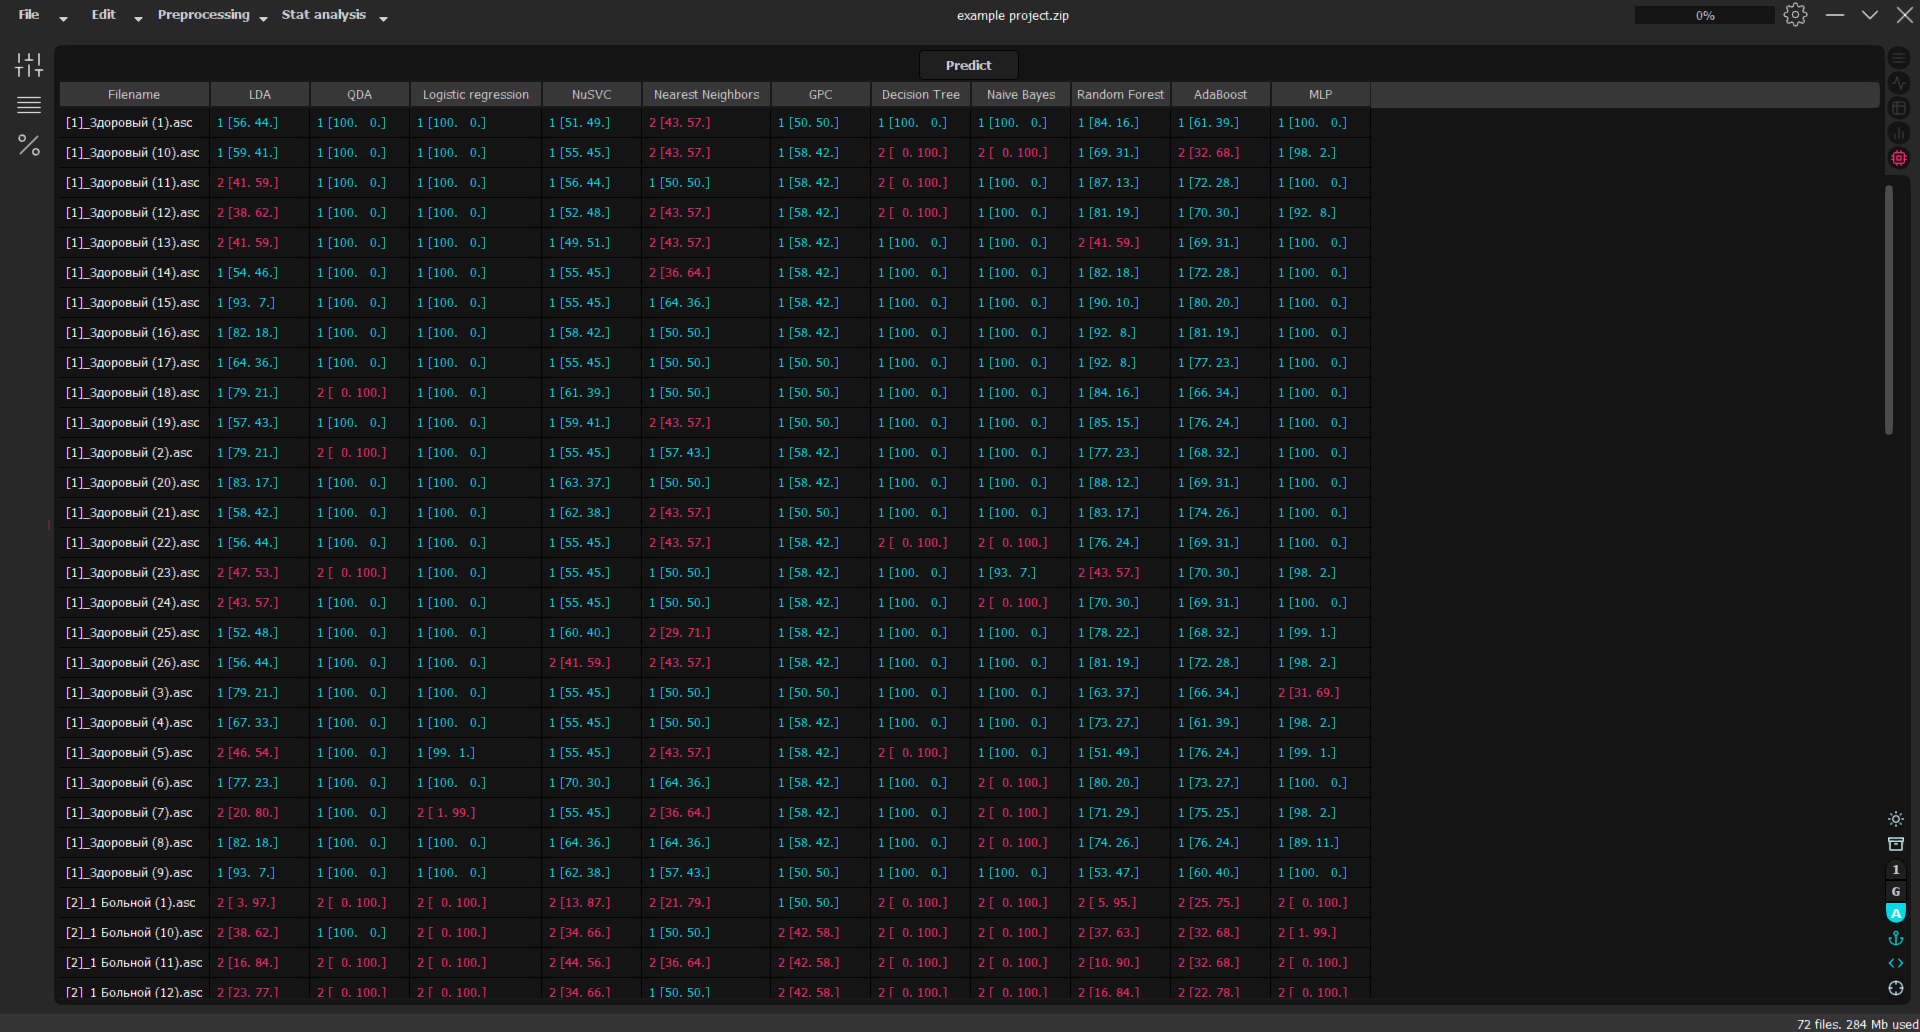 File Edit Preprocessing Stat analysis example project.zip 0%
Predict
Filename LDA QDA Logistic regression NuSVC Nearest Neighbors GPC Decision Tree Naive Bayes Random Forest AdaBoost MLP
[1]_Здоровый (1).asc 1 [56. 44.] 1 [100. 0.] 1 [100. 0.] 1 [51. 49.] 2 [43. 57.] 1 [50. 50.] 1 [100. 0.] 1 [100. 0.] 1 [84. 16.] 1 [61. 39.] 1 [100. 0.]
[1]_Здоровый (10).asc 1 [59. 41.] 1 [100. 0.] 1 [100. 0.] 1 [55. 45.] 2 [43. 57.] 1 [58. 42.] 2 [ 0. 100.] 2 [ 0. 100.] 1 [69. 31.] 2 [32. 68.] 1 [98. 2.]
[1]_Здоровый (11).asc 2 [41. 59.] 1 [100. 0.] 1 [100. 0.] 1 [56. 44.] 1 [50. 50.] 1 [58. 42.] 2 [ 0. 100.] 1 [100. 0.] 1 [87. 13.] 1 [72. 28.] 1 [100. 0.]
[1]_Здоровый (12).asc 2 [38. 62.] 1 [100. 0.] 1 [100. 0.] 1 [52. 48.] 2 [43. 57.] 1 [58. 42.] 2 [ 0. 100.] 1 [100. 0.] 1 [81. 19.] 1 [70. 30.] 1 [92. 8.]
[1]_Здоровый (13).asc 2 [41. 59.] 1 [100. 0.] 1 [100. 0.] 1 [49. 51.] 2 [43. 57.] 1 [58. 42.] 1 [100. 0.] 1 [100. 0.] 2 [41. 59.] 1 [69. 31.] 1 [100. 0.]
[1]_Здоровый (14).asc 1 [54. 46.] 1 [100. 0.] 1 [100. 0.] 1 [55. 45.] 2 [36. 64.] 1 [58. 42.] 1 [100. 0.] 1 [100. 0.] 1 [82. 18.] 1 [72. 28.] 1 [100. 0.]
[1]_Здоровый (15).asc 1 [93. 7.] 1 [100. 0.] 1 [100. 0.] 1 [55. 45.] 1 [64. 36.] 1 [58. 42.] 1 [100. 0.] 1 [100. 0.] 1 [90. 10.] 1 [80. 20.] 1 [100. 0.]
[1]_Здоровый (16).asc 1 [82. 18.] 1 [100. 0.] 1 [100. 0.] 1 [58. 42.] 1 [50. 50.] 1 [58. 42.] 1 [100. 0.] 1 [100. 0.] 1 [92. 8.] 1 [81. 19.] 1 [100. 0.]
[1]_Здоровый (17).asc 1 [64. 36.] 1 [100. 0.] 1 [100. 0.] 1 [55. 45.] 1 [50. 50.] 1 [50. 50.] 1 [100. 0.] 1 [100. 0.] 1 [92. 8.] 1 [77. 23.] 1 [100. 0.]
[1]_Здоровый (18).asc 1 [79. 21.] 2 [ 0. 100.] 1 [100. 0.] 1 [61. 39.] 1 [50. 50.] 1 [50. 50.] 1 [100. 0.] 1 [100. 0.] 1 [84. 16.] 1 [66. 34.] 1 [100. 0.]
[1]_Здоровый (19).asc 1 [57. 43.] 1 [100. 0.] 1 [100. 0.] 1 [59. 41.] 2 [43. 57.] 1 [50. 50.] 1 [100. 0.] 1 [100. 0.] 1 [85. 15.] 1 [76. 24.] 1 [100. 0.]
[1]_Здоровый (2).asc 1 [79. 21.] 2 [ 0. 100.] 1 [100. 0.] 1 [55. 45.] 1 [57. 43.] 1 [58. 42.] 1 [100. 0.] 1 [100. 0.] 1 [77. 23.] 1 [68. 32.] 1 [100. 0.]
[1]_Здоровый (20).asc 1 [83. 17.] 1 [100. 0.] 1 [100. 0.] 1 [63. 37.] 1 [50. 50.] 1 [58. 42.] 1 [100. 0.] 1 [100. 0.] 1 [88. 12.] 1 [69. 31.] 1 [100. 0.]
[1]_Здоровый (21).asc 1 [58. 42.] 1 [100. 0.] 1 [100. 0.] 1 [62. 38.] 2 [43. 57.] 1 [50. 50.] 1 [100. 0.] 1 [100. 0.] 1 [83. 17.] 1 [74. 26.] 1 [100. 0.]
[1]_Здоровый (22).asc 1 [56. 44.] 1 [100. 0.] 1 [100. 0.] 1 [55. 45.] 2 [43. 57.] 1 [58. 42.] 2 [ 0. 100.] 2 [ 0. 100.] 1 [76. 24.] 1 [69. 31.] 1 [100. 0.]
[1]_Здоровый (23).asc 2 [47. 53.] 2 [ 0. 100.] 1 [100. 0.] 1 [55. 45.] 1 [50. 50.] 1 [58. 42.] 1 [100. 0.] 1 [93. 7.] 2 [43. 57.] 1 [70. 30.] 1 [98. 2.]
[1]_Здоровый (24).asc 2 [43. 57.] 1 [100. 0.] 1 [100. 0.] 1 [55. 45.] 1 [50. 50.] 1 [58. 42.] 1 [100. 0.] 2 [ 0. 100.] 1 [70. 30.] 1 [69. 31.] 1 [100. 0.]
[1]_Здоровый (25).asc 1 [52. 48.] 1 [100. 0.] 1 [100. 0.] 1 [60. 40.] 2 [29. 71.] 1 [58. 42.] 1 [100. 0.] 1 [100. 0.] 1 [78. 22.] 1 [68. 32.] 1 [99. 1.]
[1]_Здоровый (26).asc 1 [56. 44.] 1 [100. 0.] 1 [100. 0.] 2 [41. 59.] 2 [43. 57.] 1 [58. 42.] 1 [100. 0.] 1 [100. 0.] 1 [81. 19.] 1 [72. 28.] 1 [98. 2.]
[1]_Здоровый (3).asc 1 [79. 21.] 1 [100. 0.] 1 [100. 0.] 1 [55. 45.] 1 [50. 50.] 1 [50. 50.] 1 [100. 0.] 1 [100. 0.] 1 [63. 37.] 1 [66. 34.] 2 [31. 69.]
[1]_Здоровый (4).asc 1 [67. 33.] 1 [100. 0.] 1 [100. 0.] 1 [55. 45.] 1 [50. 50.] 1 [58. 42.] 1 [100. 0.] 1 [100. 0.] 1 [73. 27.] 1 [61. 39.] 1 [98. 2.]
[1]_Здоровый (5).asc 2 [46. 54.] 1 [100. 0.] 1 [99. 1.] 1 [55. 45.] 2 [43. 57.] 1 [58. 42.] 2 [ 0. 100.] 1 [100. 0.] 1 [51. 49.] 1 [76. 24.] 1 [99. 1.]
[1]_Здоровый (6).asc 1 [77. 23.] 1 [100. 0.] 1 [100. 0.] 1 [70. 30.] 1 [64. 36.] 1 [58. 42.] 1 [100. 0.] 2 [ 0. 100.] 1 [80. 20.] 1 [73. 27.] 1 [100. 0.]
[1]_Здоровый (7).asc 2 [20. 80.] 1 [100. 0.] 2 [ 1. 99.] 1 [55. 45.] 2 [36. 64.] 1 [58. 42.] 1 [100. 0.] 2 [ 0. 100.] 1 [71. 29.] 1 [75. 25.] 1 [98. 2.]
[1]_Здоровый (8).asc 1 [82. 18.] 1 [100. 0.] 1 [100. 0.] 1 [64. 36.] 1 [64. 36.] 1 [58. 42.] 1 [100. 0.] 2 [ 0. 100.] 1 [74. 26.] 1 [76. 24.] 1 [89. 11.]
[1]_Здоровый (9).asc 1 [93. 7.] 1 [100. 0.] 1 [100. 0.] 1 [62. 38.] 1 [57. 43.] 1 [50. 50.] 1 [100. 0.] 1 [100. 0.] 1 [53. 47.] 1 [60. 40.] 1 [100. 0.]
[2]_1 Больной (1).asc 2 [ 3. 97.] 2 [ 0. 100.] 2 [ 0. 100.] 2 [13. 87.] 2 [21. 79.] 1 [50. 50.] 2 [ 0. 100.] 2 [ 0. 100.] 2 [ 5. 95.] 2 [25. 75.] 2 [ 0. 100.]
[2]_1 Больной (10).asc 2 [38. 62.] 1 [100. 0.] 2 [ 0. 100.] 2 [34. 66.] 1 [50. 50.] 2 [42. 58.] 2 [ 0. 100.] 2 [ 0. 100.] 2 [37. 63.] 2 [32. 68.] 2 [ 1. 99.]
[2]_1 Больной (11).asc 2 [16. 84.] 2 [ 0. 100.] 2 [ 0. 100.] 2 [44. 56.] 2 [36. 64.] 2 [42. 58.] 2 [ 0. 100.] 2 [ 0. 100.] 2 [10. 90.] 2 [32. 68.] 2 [ 0. 100.]
[2]_1 Больной (12).asc 2 [23. 77.] 2 [ 0. 100.] 2 [ 0. 100.] 2 [34. 66.] 1 [50. 50.] 2 [42. 58.] 2 [ 0. 100.] 2 [ 0. 100.] 2 [16. 84.] 2 [22. 78.] 2 [ 0. 100.]
1
G
A
72 files. 284 Mb used